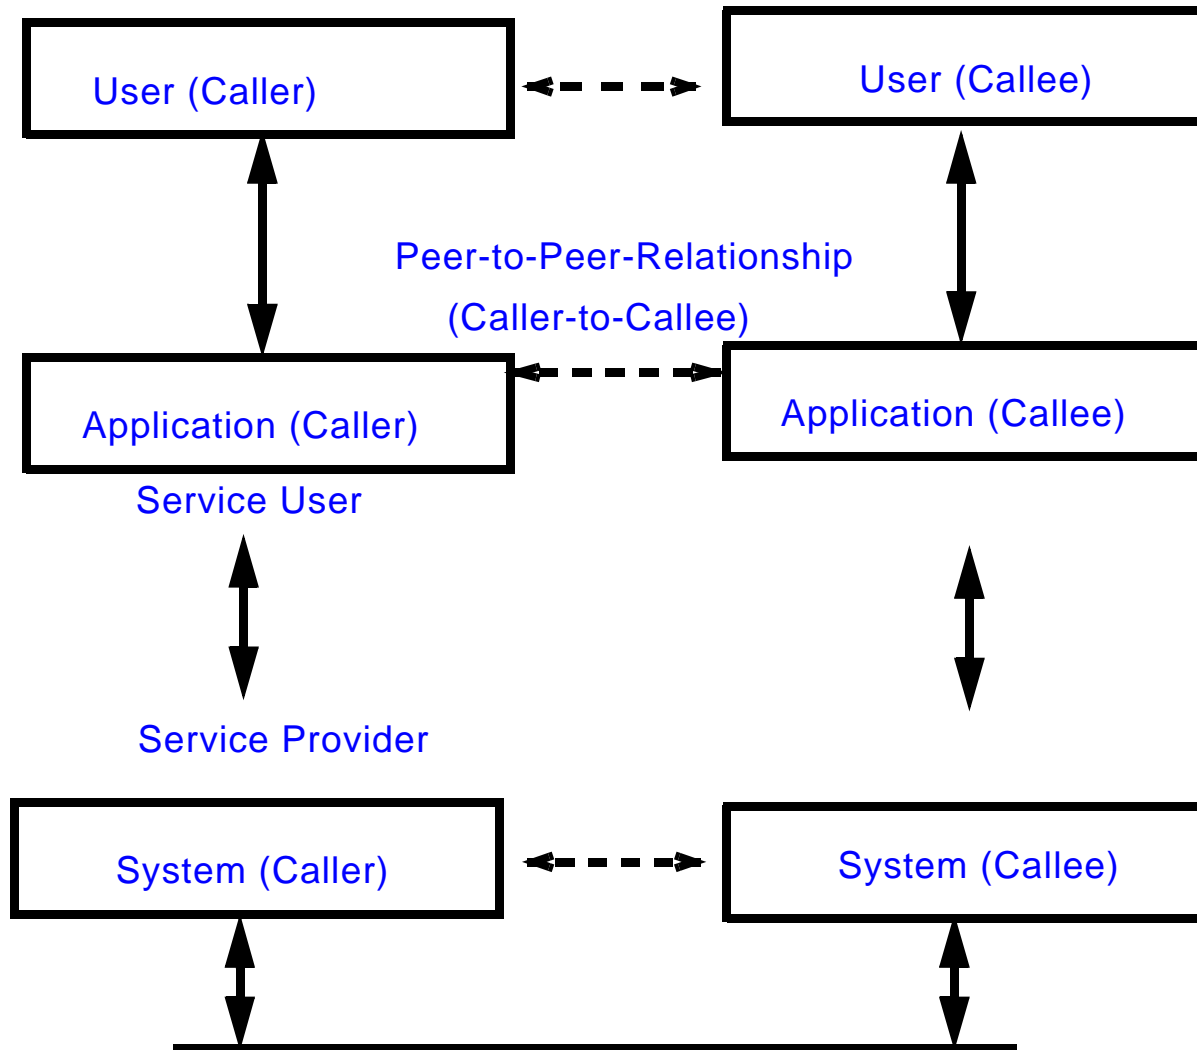 User (Caller)
User (Callee)
Peer-to-Peer-Relationship
(Caller-to-Callee)
Application (Caller)
Application (Callee)
Service User
Service Provider
System (Caller)
System (Callee)